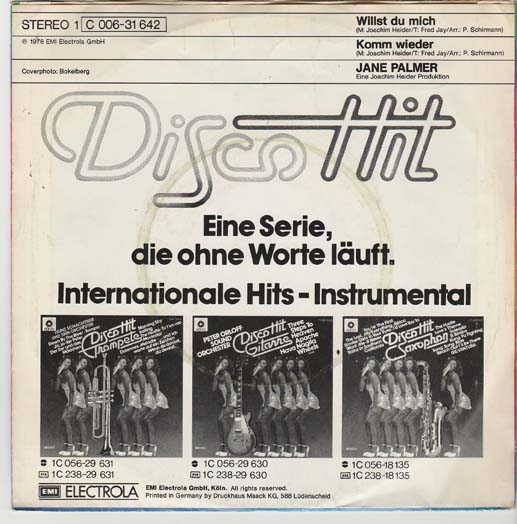 STEREO 1 C 006-31 642
℗ 1976 EMI Electrola GmbH
Coverphoto: Bokelberg
Willst du mich
(M: Joachim Heider/T: Fred Jay/Arr.: P. Schirmann)
Komm wieder
(M: Joachim Heider/T: Fred Jay/Arr.: P. Schirmann)
JANE PALMER
Eine Joachim Heider Produktion
Disco Hit
Eine Serie,
die ohne Worte läuft.
Internationale Hits - Instrumental
Disco Hit
Trompete
PETER ORLOFF
SOUND
ORCHESTER
Disco Hit
Gitarre
Three
Steps To
Heaven
Apache
Hava Nagila
Wheels
Disco Hit
Saxophon
1C 056-29 631
1C 238-29 631
1C 056-29 630
1C 238-29 630
1C 056-18 135
1C 238-18 135
EMI ELECTROLA
EMI Electrola GmbH, Köln. All rights reserved.
Printed in Germany by Druckhaus Maack KG, 588 Lüdenscheid